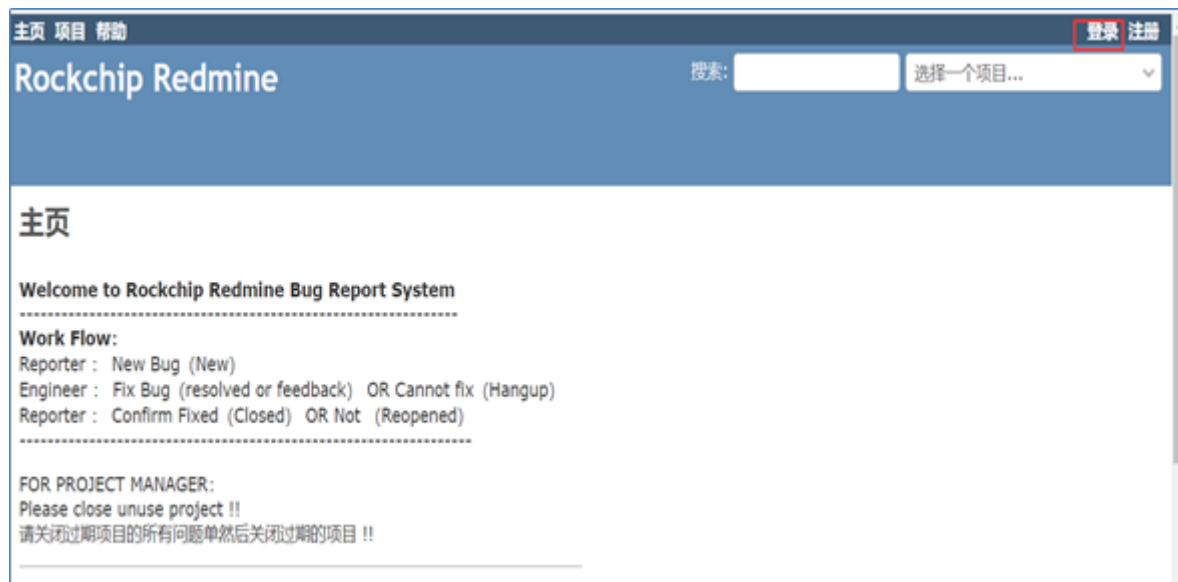 主页 项目 帮助 登录 注册
Rockchip Redmine 搜索: 选择一个项目...
主页
Welcome to Rockchip Redmine Bug Report System
---------------------------------------------------------------
Work Flow:
Reporter : New Bug (New)
Engineer : Fix Bug (resolved or feedback) OR Cannot fix (Hangup)
Reporter : Confirm Fixed (Closed) OR Not (Reopened)
-----------------------------------------------------------------
FOR PROJECT MANAGER:
Please close unuse project !!
请关闭过期项目的所有问题单然后关闭过期的项目 !!